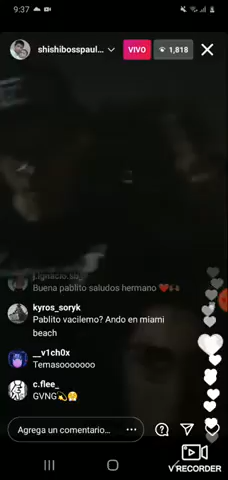 9:37
shishibosspaul...
VIVO
1,818
Buena pablito saludos hermano
kyros_soryk
Pablito vacilemo? Ando en miami
beach
__v1ch0x
Temasooooooo
c.flee_
GVNG
Agrega un comentario...
VRECORDER